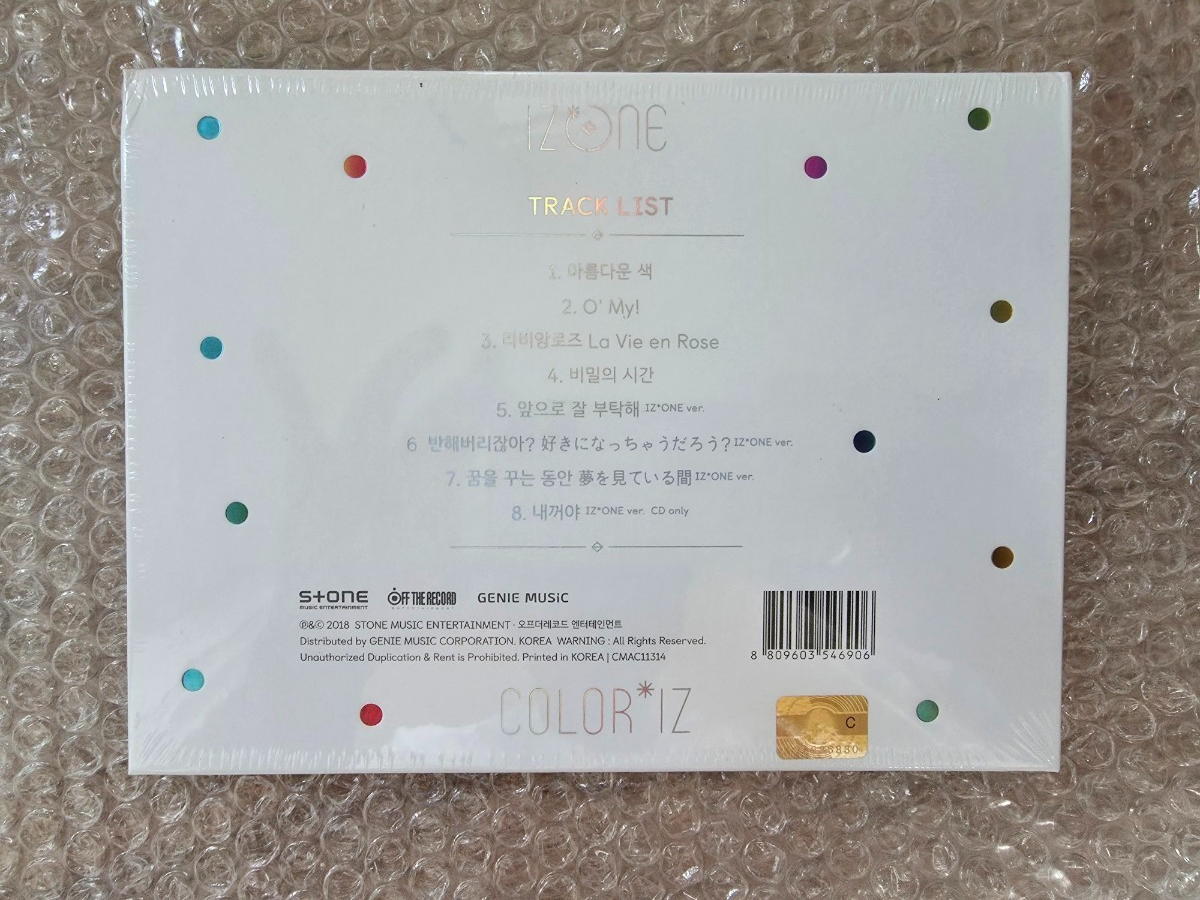 IZ*ONE
TRACK LIST
1. 아름다운 색
2. O' My!
3. 라비앙로즈 La Vie en Rose
4. 비밀의 시간
5. 앞으로 잘 부탁해 IZ*ONE ver.
6 반해버리잖아? 好きになっちゃうだろう? IZ*ONE ver.
7. 꿈을 꾸는 동안 夢を見ている間 IZ*ONE ver.
8. 내꺼야 IZ*ONE ver. CD only
STONE MUSIC ENTERTAINMENT OFF THE RECORD ENTERTAINMENT GENIE MUSIC
℗&© 2018 STONE MUSIC ENTERTAINMENT · 오프더레코드 엔터테인먼트
Distributed by GENIE MUSIC CORPORATION. KOREA WARNING : All Rights Reserved.
Unauthorized Duplication & Rent is Prohibited. Printed in KOREA | CMAC11314
8 809603 546906
COLOR*IZ
C